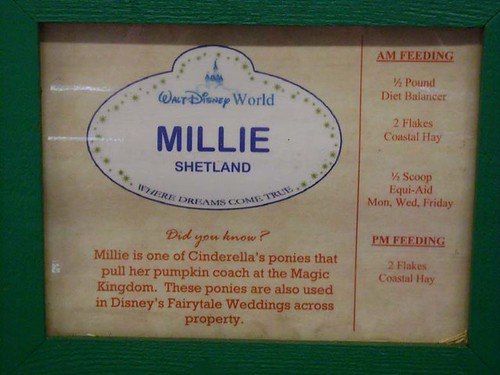 WALT DISNEY World
MILLIE
SHETLAND
WHERE DREAMS COME TRUE
Did you know?
Millie is one of Cinderella's ponies that
pull her pumpkin coach at the Magic
Kingdom. These ponies are also used
in Disney's Fairytale Weddings across
property.
AM FEEDING
½ Pound
Diet Balancer
2 Flakes
Coastal Hay
½ Scoop
Equi-Aid
Mon, Wed, Friday
PM FEEDING
2 Flakes
Coastal Hay